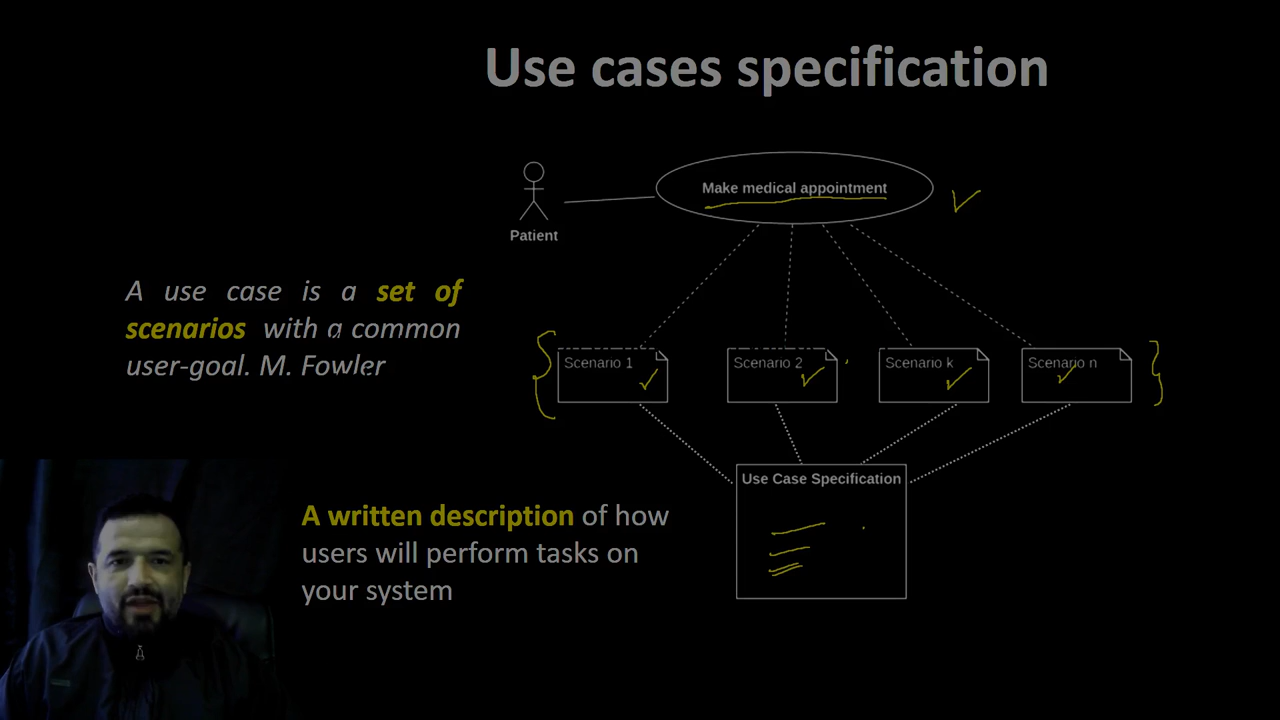 Use cases specification
Make medical appointment
Patient
A use case is a set of
scenarios with a common
user-goal. M. Fowler
Scenario 1
Scenario 2
Scenario k
Scenario n
Use Case Specification
A written description of how
users will perform tasks on
your system